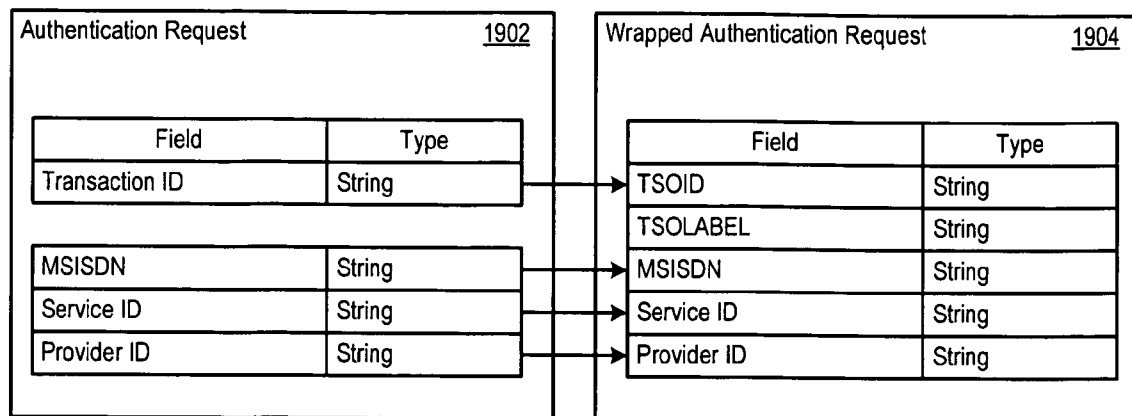 Authentication Request 1902
Field Type
Transaction ID String
MSISDN String
Service ID String
Provider ID String
Wrapped Authentication Request 1904
Field Type
TSOID String
TSOLABEL String
MSISDN String
Service ID String
Provider ID String